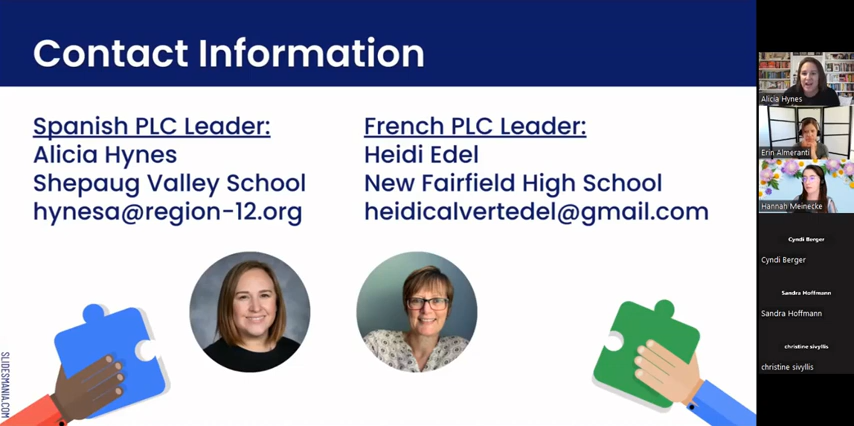 Contact Information
Spanish PLC Leader:
Alicia Hynes
Shepaug Valley School
hynesa@region-12.org
French PLC Leader:
Heidi Edel
New Fairfield High School
heidicalvertedel@gmail.com
SLIDESMANIA.COM
Alicia Hynes
Erin Almeranti
Hannah Meinecke
Cyndi Berger
Cyndi Berger
Sandra Hoffmann
Sandra Hoffmann
christine sivyllis
christine sivyllis